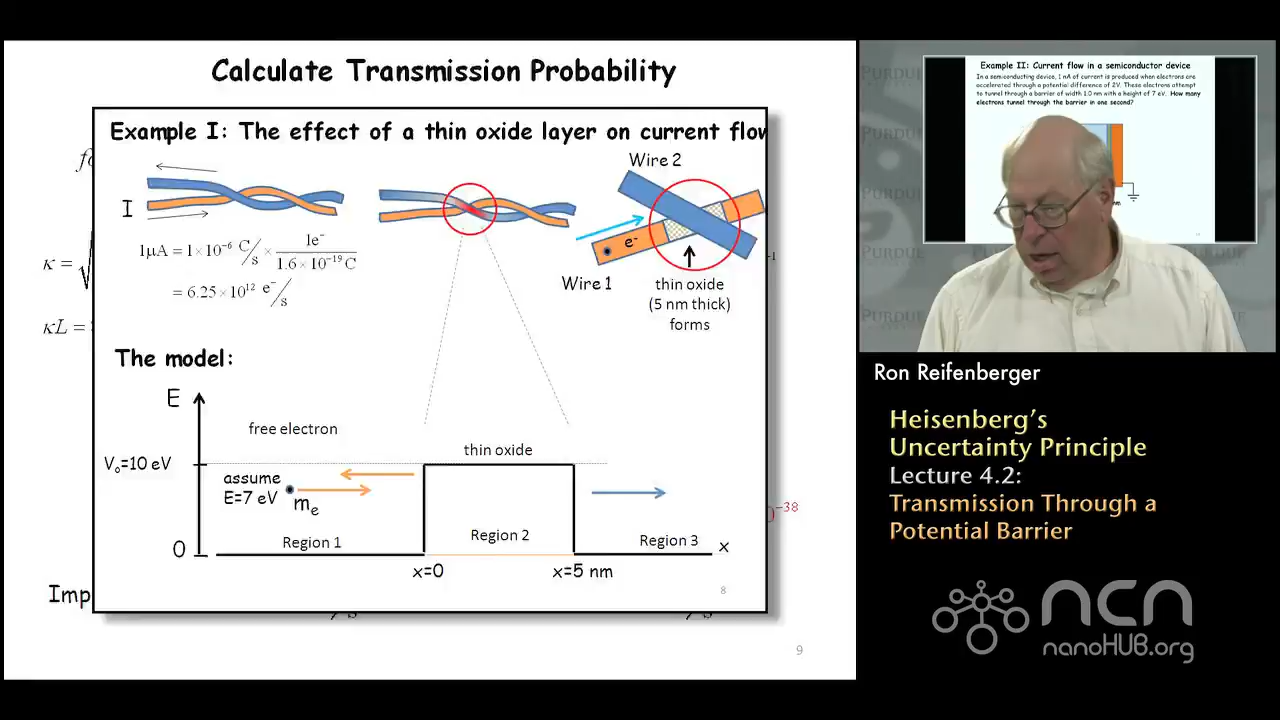 Calculate Transmission Probability
Example I: The effect of a thin oxide layer on current flow
Wire 2
I
e-
Wire 1
thin oxide
(5 nm thick)
forms
1μA = 1×10⁻⁶ C/s × 1e⁻/1.6×10⁻¹⁹C
= 6.25×10¹² e⁻/s
κ =
κL =
The model:
E
free electron
thin oxide
V₀=10 eV
assume
E=7 eV
mₑ
0
Region 1
Region 2
Region 3
x
x=0
x=5 nm
8
-38
Imp
9
Example II: Current flow in a semiconductor device
In a semiconducting device, 1 nA of current is produced when electrons are
accelerated through a potential difference of 2V. These electrons attempt
to tunnel through a barrier of width 1.0 nm with a height of 7 eV. How many
electrons tunnel through the barrier in one second?
PURDUE
Ron Reifenberger
Heisenberg's
Uncertainty Principle
Lecture 4.2:
Transmission Through a
Potential Barrier
ncn
nanoHUB.org